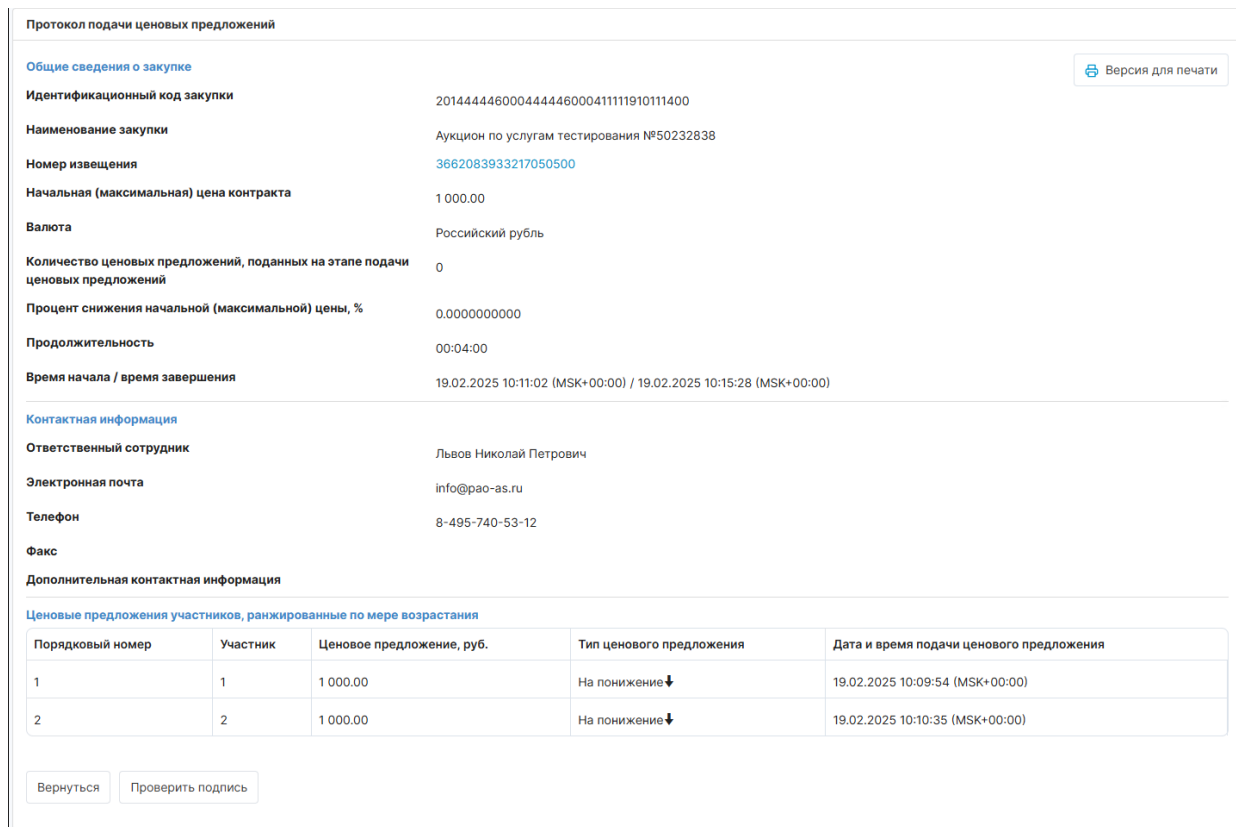 Протокол подачи ценовых предложений
Общие сведения о закупке
Версия для печати
Идентификационный код закупки
201444446000444446000411111910111400
Наименование закупки
Аукцион по услугам тестирования №50232838
Номер извещения
3662083933217050500
Начальная (максимальная) цена контракта
1 000.00
Валюта
Российский рубль
Количество ценовых предложений, поданных на этапе подачи
ценовых предложений
0
Процент снижения начальной (максимальной) цены, %
0.0000000000
Продолжительность
00:04:00
Время начала / время завершения
19.02.2025 10:11:02 (MSK+00:00) / 19.02.2025 10:15:28 (MSK+00:00)
Контактная информация
Ответственный сотрудник
Львов Николай Петрович
Электронная почта
info@pao-as.ru
Телефон
8-495-740-53-12
Факс
Дополнительная контактная информация
Ценовые предложения участников, ранжированные по мере возрастания
Порядковый номер Участник Ценовое предложение, руб. Тип ценового предложения Дата и время подачи ценового предложения
1 1 1 000.00 На понижение 19.02.2025 10:09:54 (MSK+00:00)
2 2 1 000.00 На понижение 19.02.2025 10:10:35 (MSK+00:00)
Вернуться Проверить подпись